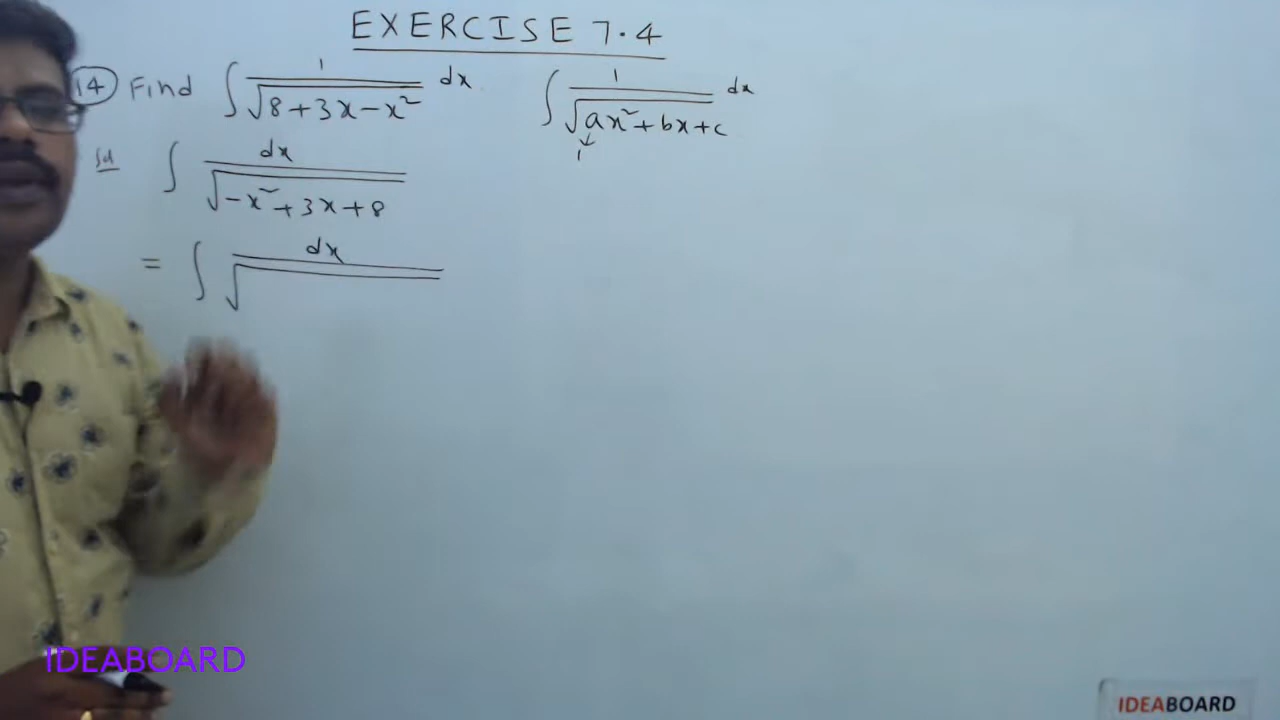 EXERCISE 7.4
14 Find ∫ 1/√(8+3x−x²) dx   ∫ 1/√(ax²+bx+c) dx
1
Sol ∫ dx/√(−x²+3x+8)
= ∫ dx/√
IDEABOARD
IDEABOARD